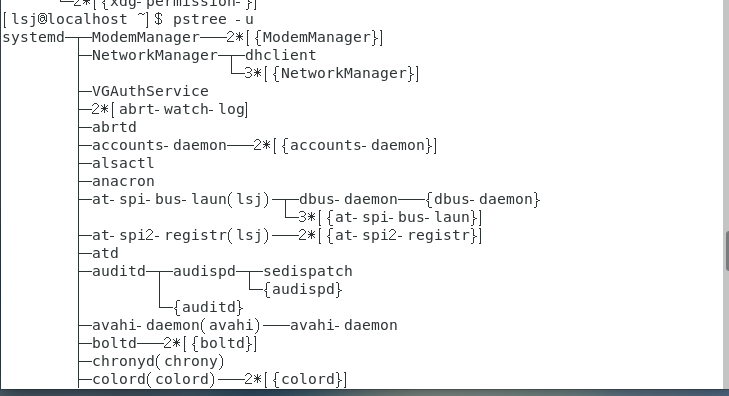 └─2*[{xdg-permission-}]
[lsj@localhost ~]$ pstree -u
systemd─┬─ModemManager───2*[{ModemManager}]
        ├─NetworkManager─┬─dhclient
        │                └─3*[{NetworkManager}]
        ├─VGAuthService
        ├─2*[abrt-watch-log]
        ├─abrtd
        ├─accounts-daemon───2*[{accounts-daemon}]
        ├─alsactl
        ├─anacron
        ├─at-spi-bus-laun(lsj)─┬─dbus-daemon───{dbus-daemon}
        │                      └─3*[{at-spi-bus-laun}]
        ├─at-spi2-registr(lsj)───2*[{at-spi2-registr}]
        ├─atd
        ├─auditd─┬─audispd─┬─sedispatch
        │        │         └─{audispd}
        │        └─{auditd}
        ├─avahi-daemon(avahi)───avahi-daemon
        ├─boltd───2*[{boltd}]
        ├─chronyd(chrony)
        ├─colord(colord)───2*[{colord}]